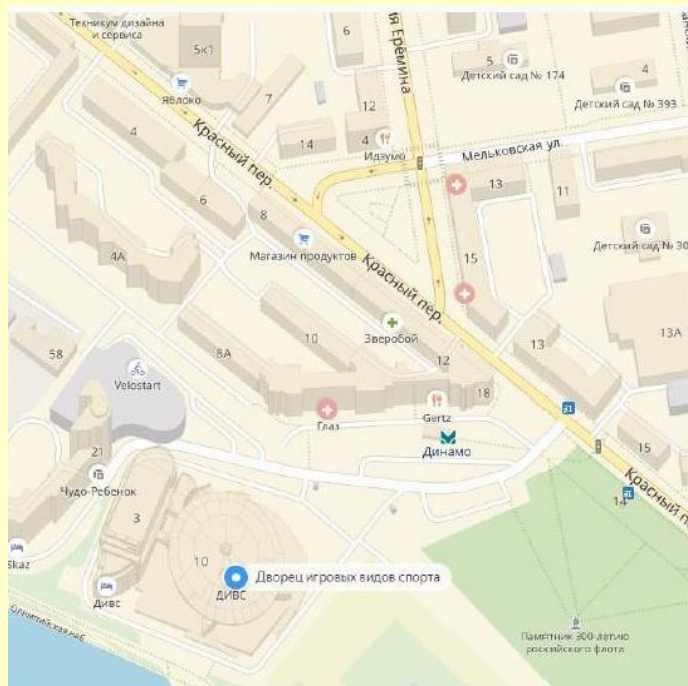 Техникум дизайна
и сервиса
5к1
6
Яблоко
7
12
5
Детский сад № 174
4
Детский сад № 393
4
Красный пер.
14
4
Идзумо
Мельковская ул.
6
13
11
8
Магазин продуктов
4А
Красный пер.
15
Детский сад № 30
8А
10
Зверобой
58
12
13
13А
Velostart
18
Глаз
Gertz
Динамо
21
15
Чудо-Ребенок
Красный п
14
3
10
Skaz
Дивс
ДИВС
Дворец игровых видов спорта
Олимпийская наб.
Памятник 300-летию
российского флота